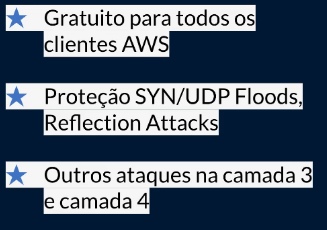 Gratuito para todos os
clientes AWS
Proteção SYN/UDP Floods,
Reflection Attacks
Outros ataques na camada 3
e camada 4